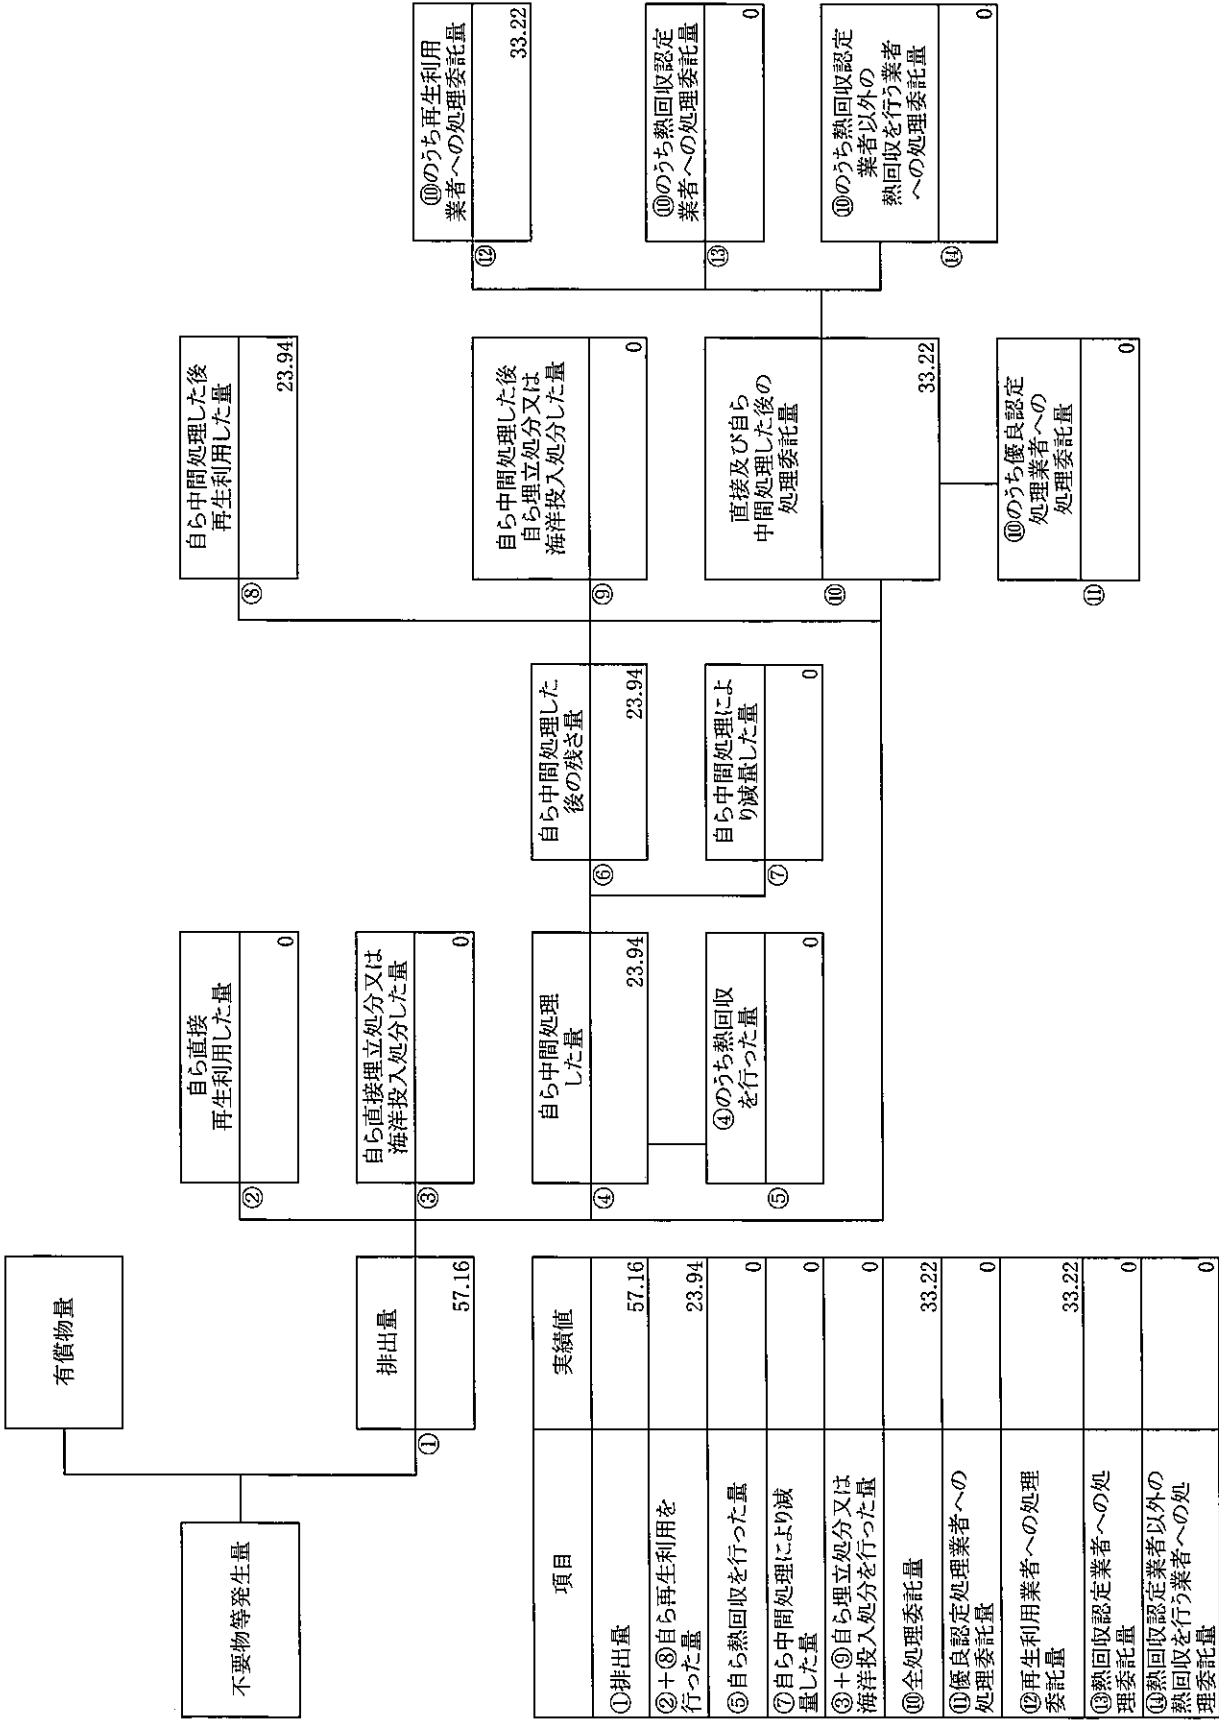 不要物等発生量
有償物量
①
排出量
57.16
②
自ら直接
再生利用した量
0
③
自ら直接埋立処分又は
海洋投入処分した量
0
④
自ら中間処理
した量
23.94
⑤
④のうち熱回収
を行った量
0
⑥
自ら中間処理した
後の残さ量
23.94
⑦
自ら中間処理によ
り減量した量
0
⑧
自ら中間処理した後
再生利用した量
23.94
⑨
自ら中間処理した後
自ら埋立処分又は
海洋投入処分した量
0
⑩
直接及び自ら
中間処理した後の
処理委託量
33.22
⑪
⑩のうち優良認定
処理業者への
処理委託量
0
⑫
⑩のうち再生利用
業者への処理委託量
33.22
⑬
⑩のうち熱回収認定
業者への処理委託量
0
⑭
⑩のうち熱回収認定
業者以外の
熱回収を行う業者
への処理委託量
0
項目 実績値
①排出量 57.16
②+⑧自ら再生利用を
行った量 23.94
⑤自ら熱回収を行った量 0
⑦自ら中間処理により減
量した量 0
③+⑨自ら埋立処分又は
海洋投入処分を行った量 0
⑩全処理委託量 33.22
⑪優良認定処理業者への
処理委託量 0
⑫再生利用業者への処理
委託量 33.22
⑬熱回収認定業者への処
理委託量 0
⑭熱回収認定業者以外の
熱回収を行う業者への処
理委託量 0